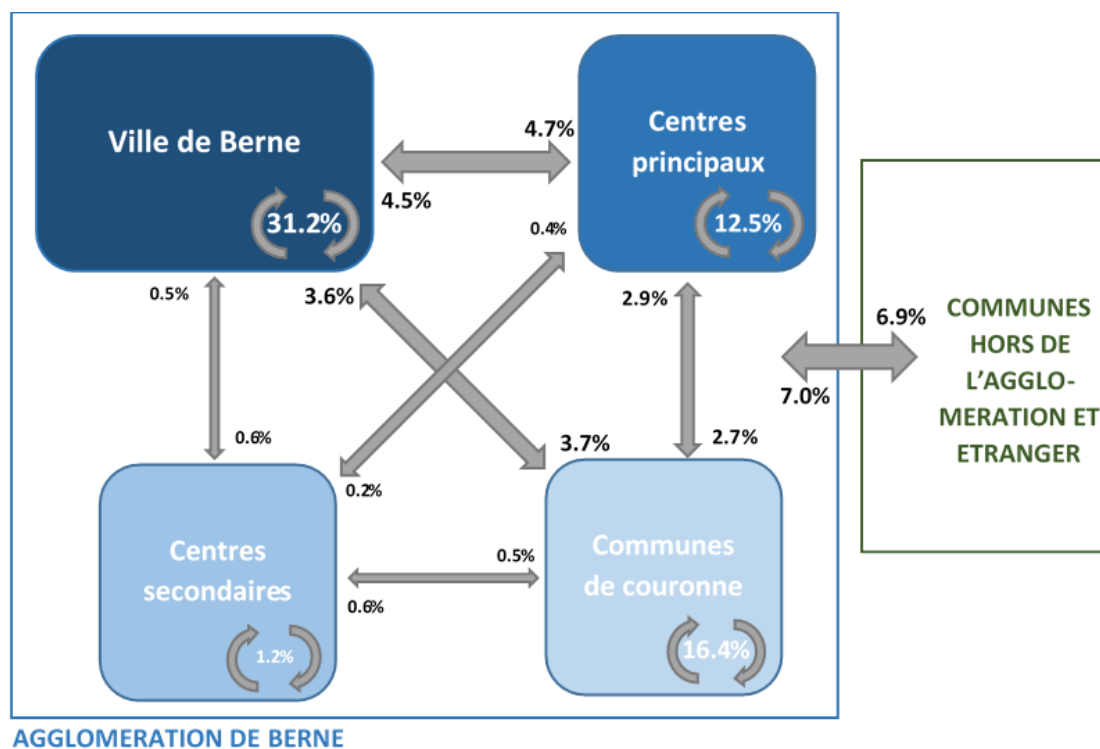 Ville de Berne
31.2%
Centres
principaux
12.5%
4.7%
4.5%
0.4%
0.5%
3.6%
2.9%
6.9%
7.0%
COMMUNES
HORS DE
L'AGGLO-
MERATION ET
ETRANGER
0.6%
0.2%
3.7%
2.7%
Centres
secondaires
1.2%
0.5%
0.6%
Communes
de couronne
16.4%
AGGLOMERATION DE BERNE